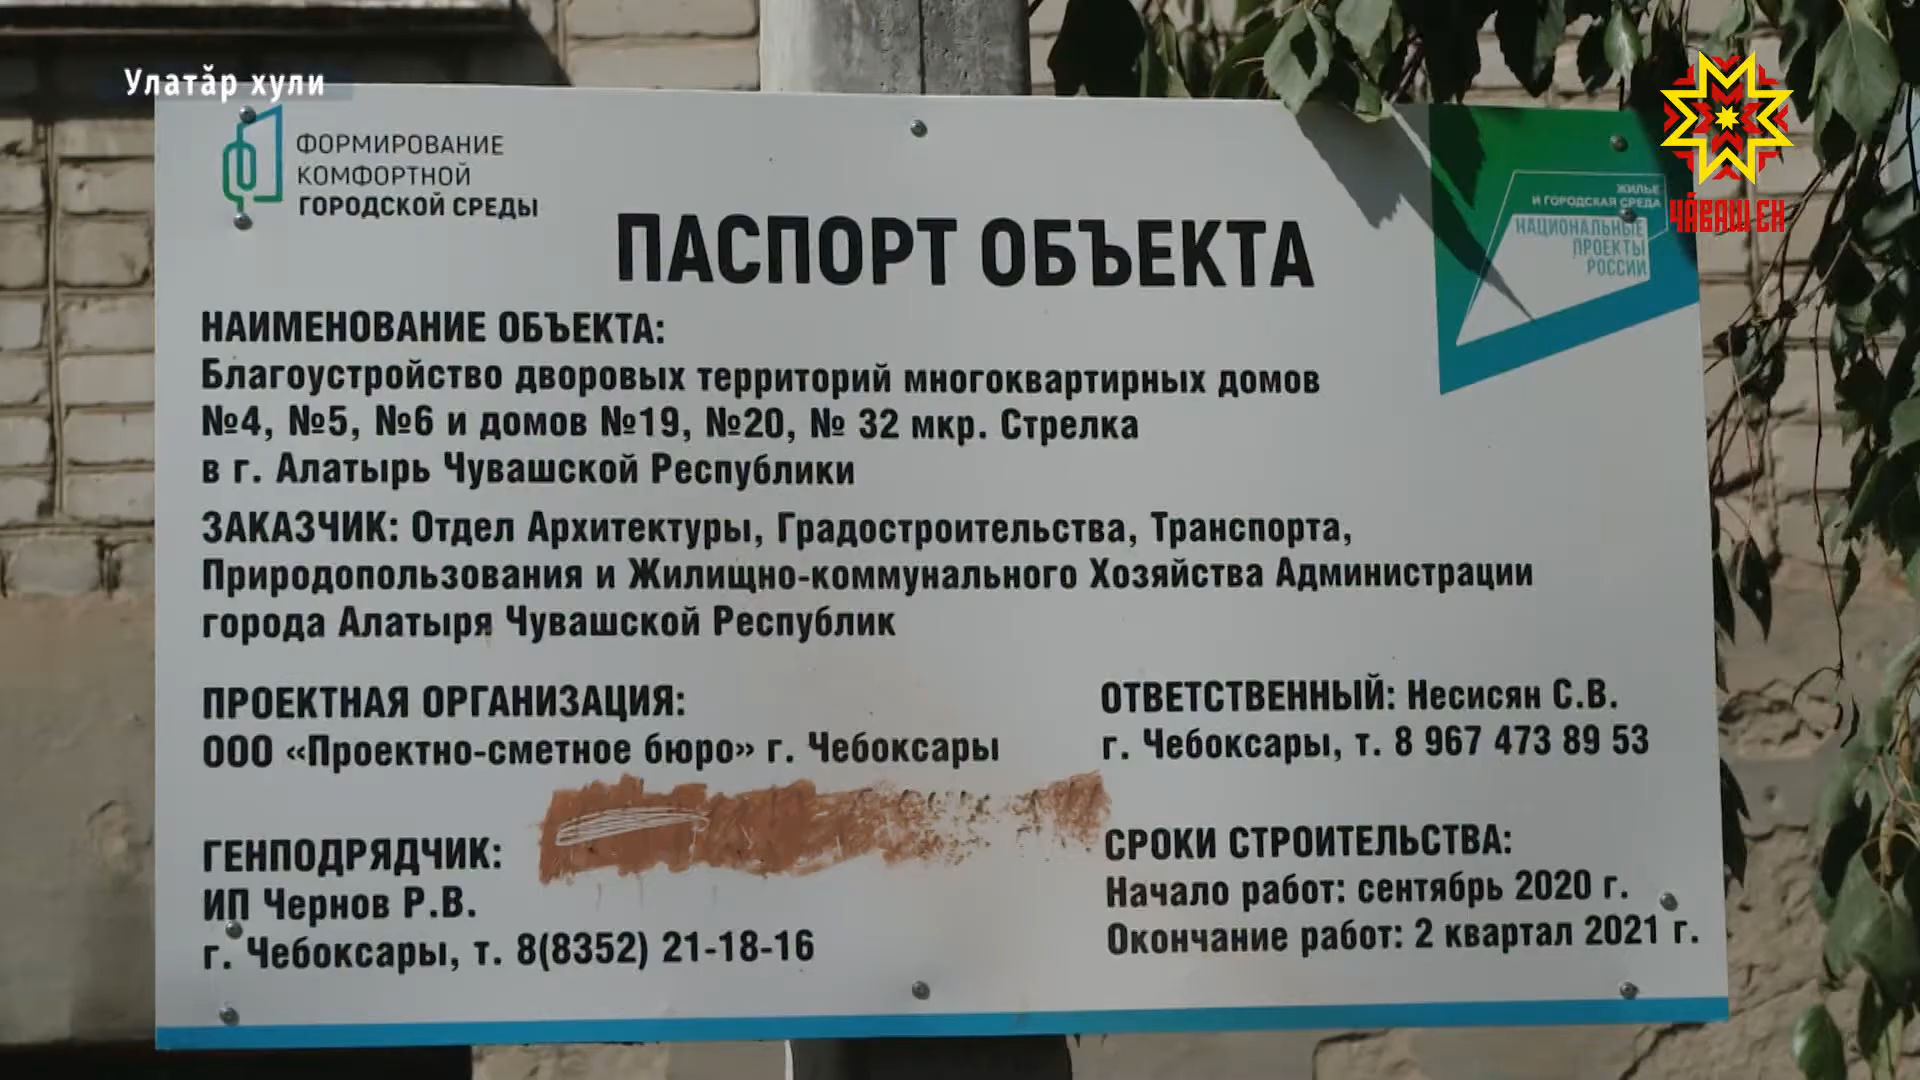 Улатӑр хули
ФОРМИРОВАНИЕ
КОМФОРТНОЙ
ГОРОДСКОЙ СРЕДЫ
ЖИЛЬЕ
И ГОРОДСКАЯ СРЕДА
НАЦИОНАЛЬНЫЕ
ПРОЕКТЫ
РОССИИ
ЧӐВАШ ЕН
ПАСПОРТ ОБЪЕКТА
НАИМЕНОВАНИЕ ОБЪЕКТА:
Благоустройство дворовых территорий многоквартирных домов
№4, №5, №6 и домов №19, №20, № 32 мкр. Стрелка
в г. Алатырь Чувашской Республики
ЗАКАЗЧИК: Отдел Архитектуры, Градостроительства, Транспорта,
Природопользования и Жилищно-коммунального Хозяйства Администрации
города Алатыря Чувашской Республик
ПРОЕКТНАЯ ОРГАНИЗАЦИЯ:
ООО «Проектно-сметное бюро» г. Чебоксары
ОТВЕТСТВЕННЫЙ: Несисян С.В.
г. Чебоксары, т. 8 967 473 89 53
ГЕНПОДРЯДЧИК:
ИП Чернов Р.В.
г. Чебоксары, т. 8(8352) 21-18-16
СРОКИ СТРОИТЕЛЬСТВА:
Начало работ: сентябрь 2020 г.
Окончание работ: 2 квартал 2021 г.